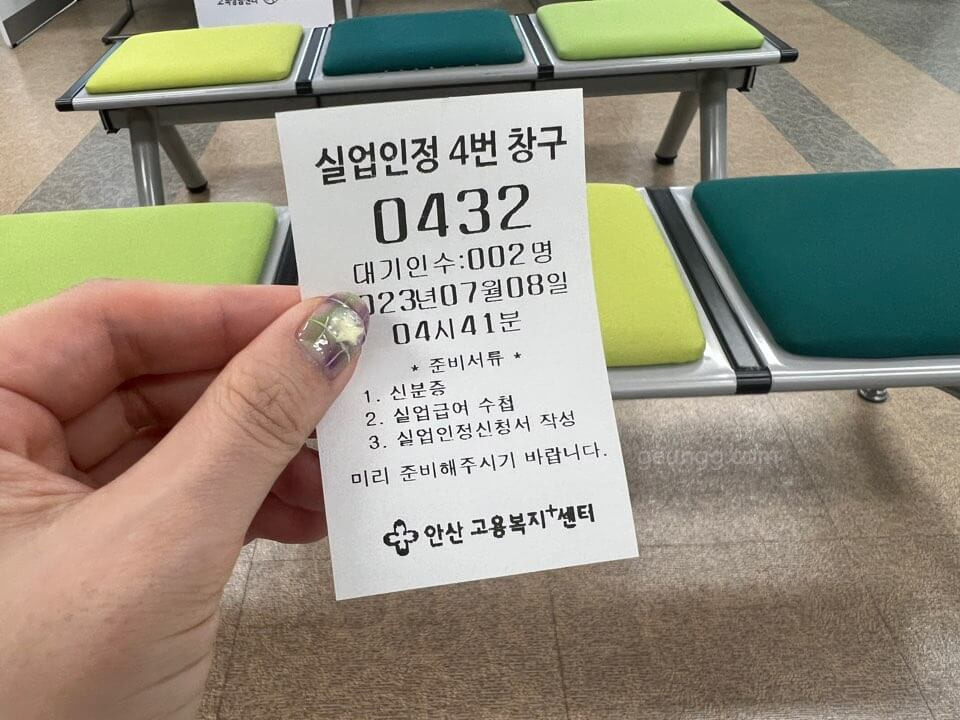 실업인정 4번 창구
0432
대기인수:002명
023년07월08일
04시41분
* 준비서류 *
1. 신분증
2. 실업급여 수첩
3. 실업인정신청서 작성
미리 준비해주시기 바랍니다.
안산 고용복지+센터
geungg.com